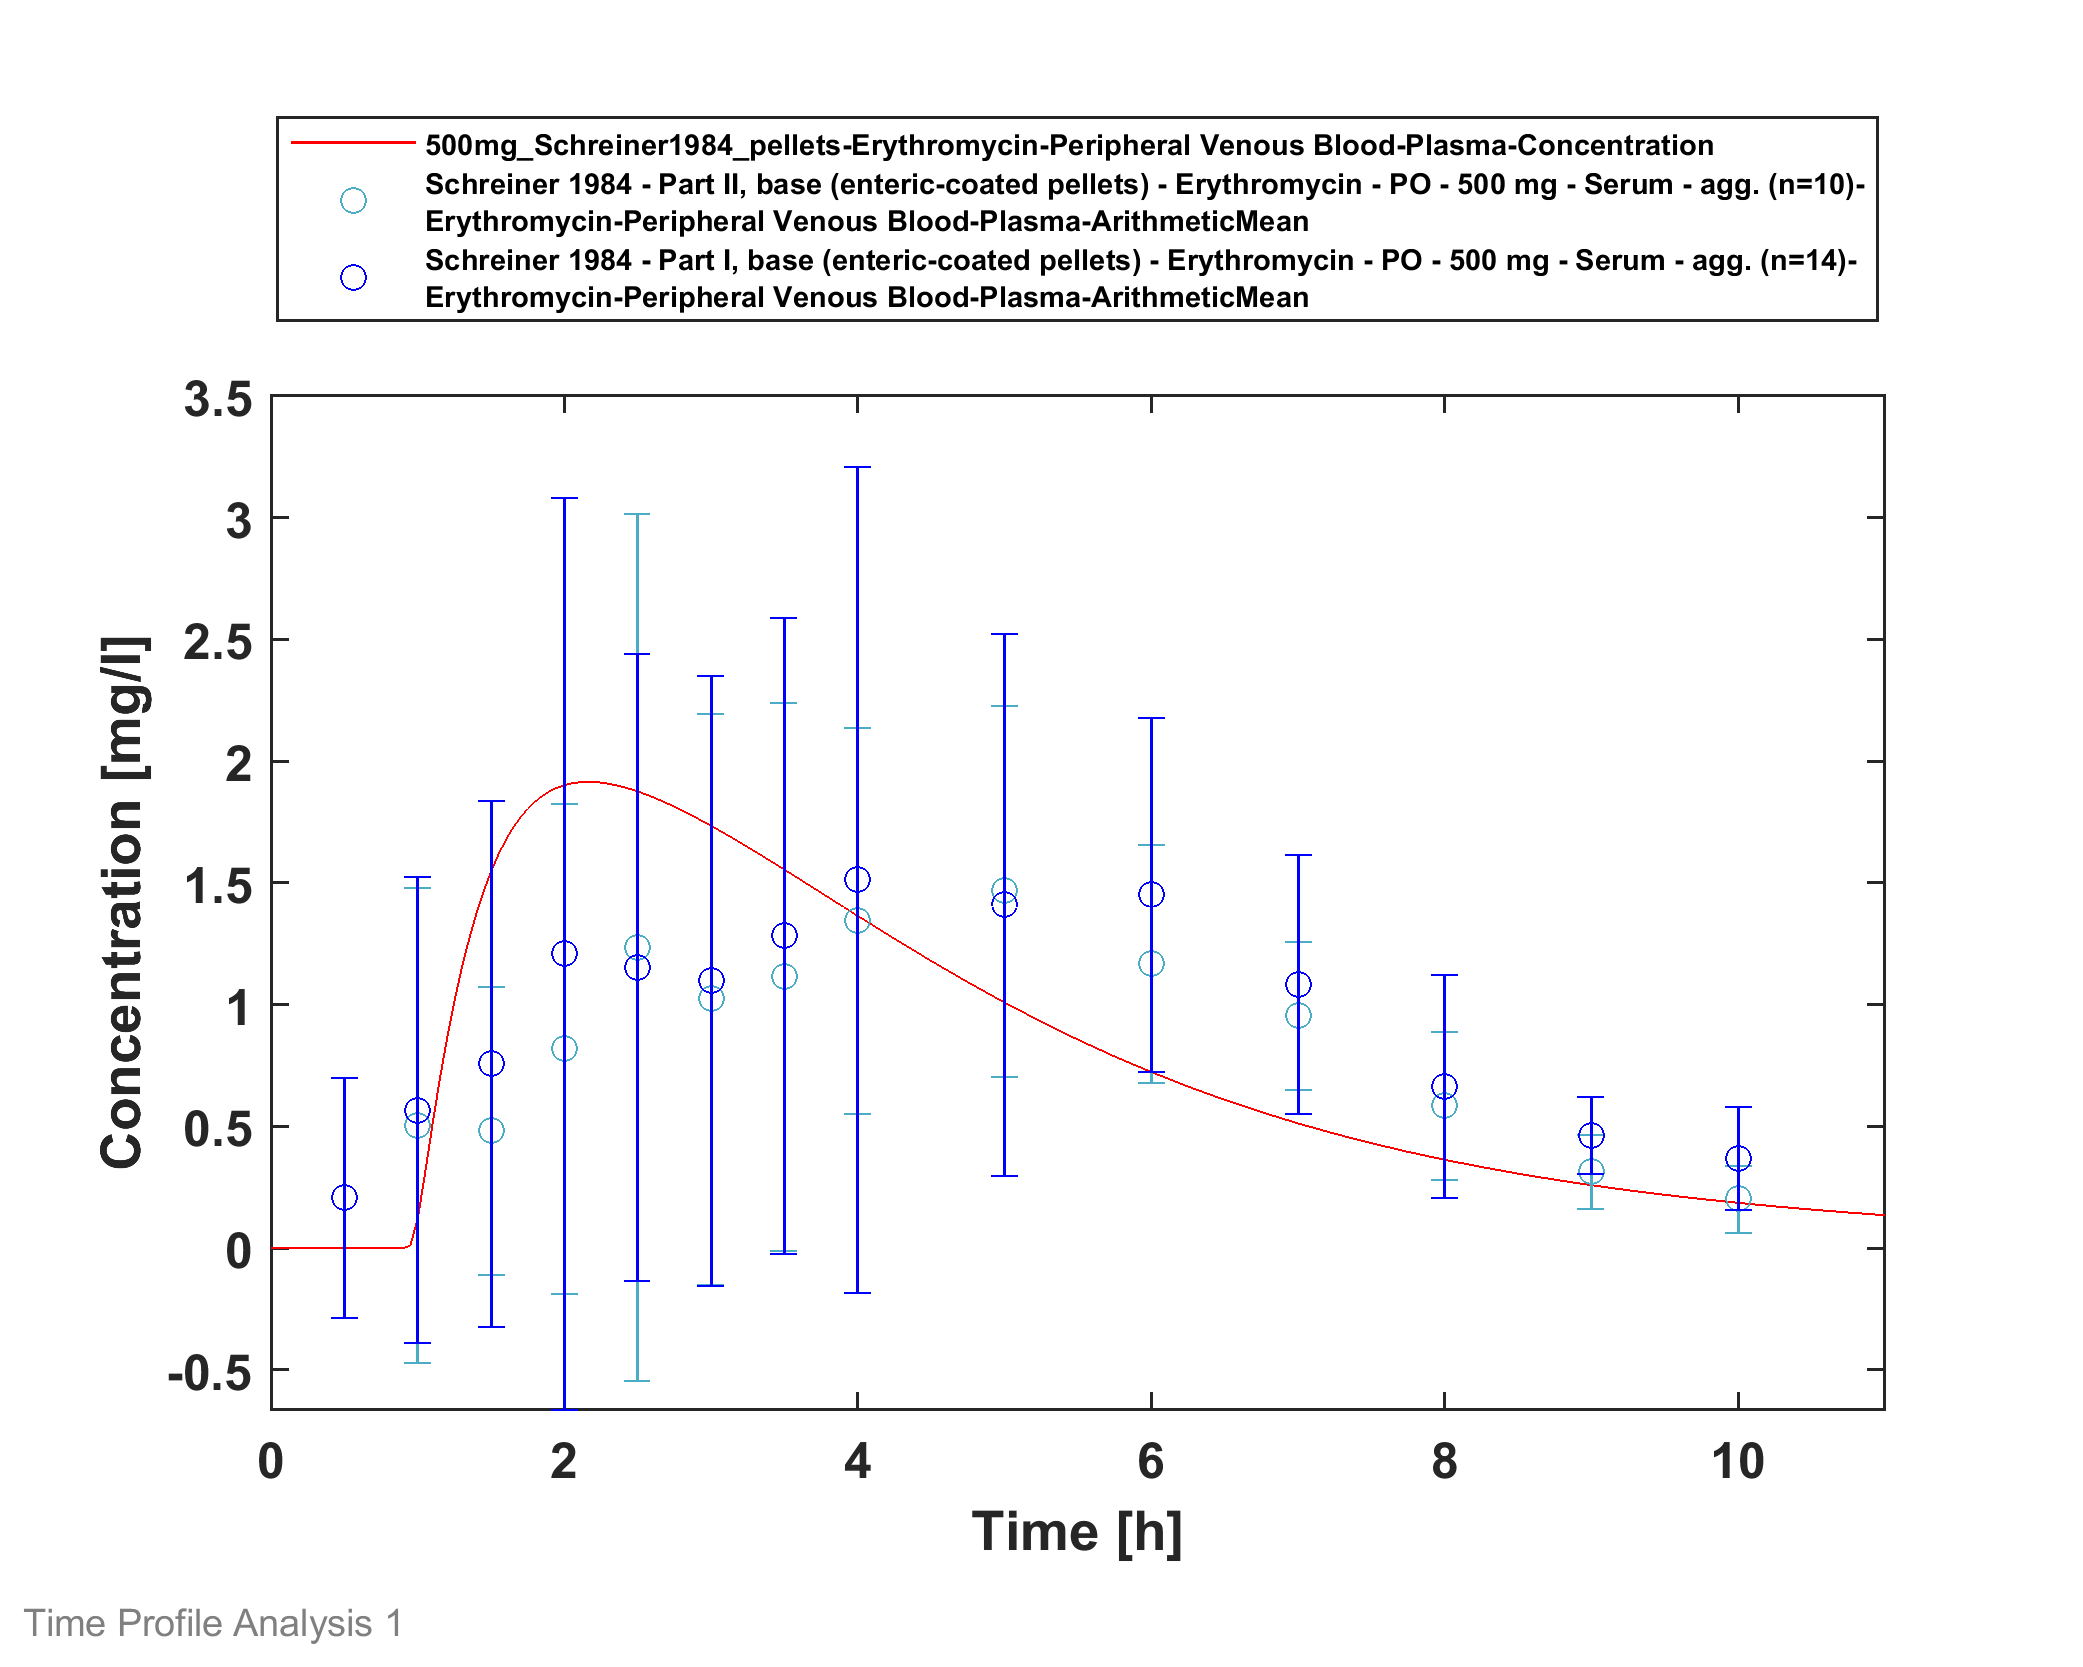 500mg_Schreiner1984_pellets-Erythromycin-Peripheral Venous Blood-Plasma-Concentration
Schreiner 1984 - Part II, base (enteric-coated pellets) - Erythromycin - PO - 500 mg - Serum - agg. (n=10)-
Erythromycin-Peripheral Venous Blood-Plasma-ArithmeticMean
Schreiner 1984 - Part I, base (enteric-coated pellets) - Erythromycin - PO - 500 mg - Serum - agg. (n=14)-
Erythromycin-Peripheral Venous Blood-Plasma-ArithmeticMean
3.5
3
2.5
2
1.5
1
0.5
0
-0.5
Concentration [mg/l]
0 2 4 6 8 10
Time [h]
Time Profile Analysis 1